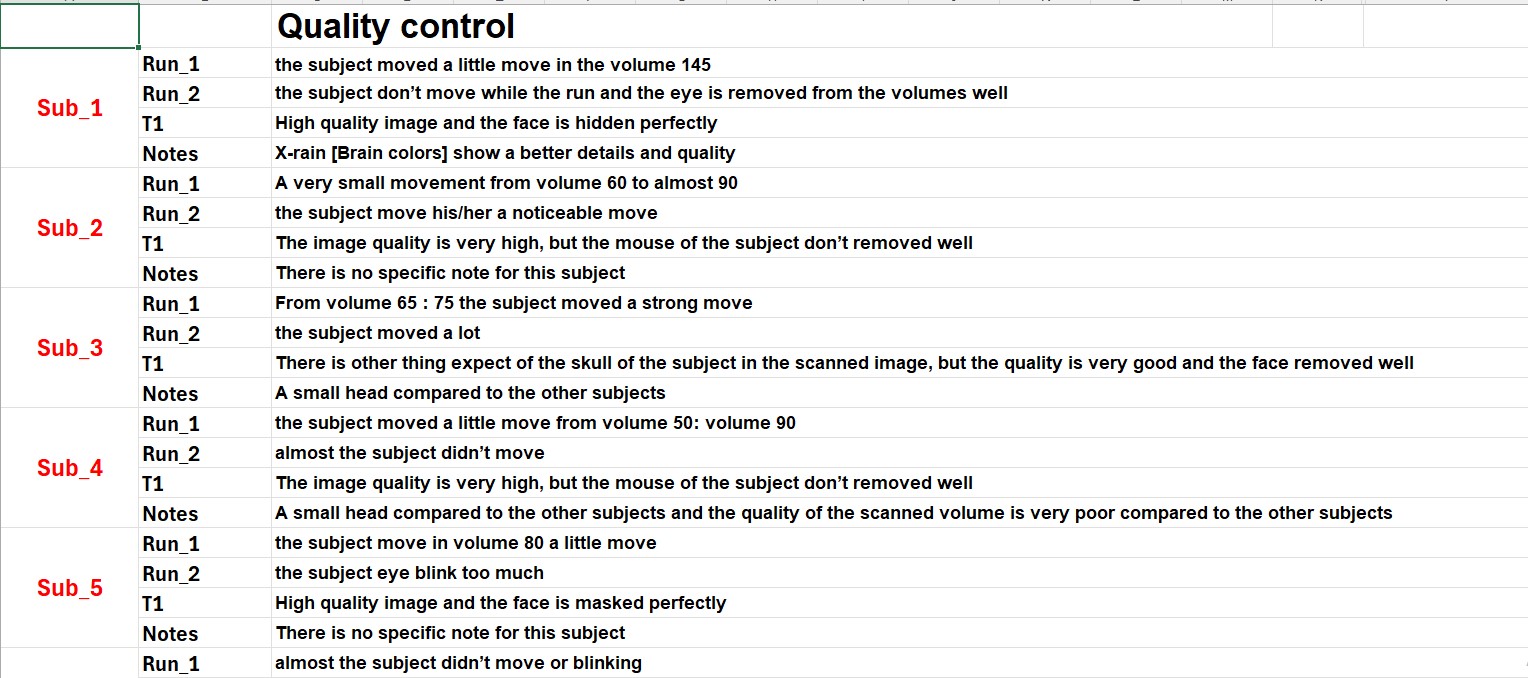 Quality control
Sub_1
Run_1 the subject moved a little move in the volume 145
Run_2 the subject don’t move while the run and the eye is removed from the volumes well
T1 High quality image and the face is hidden perfectly
Notes X-rain [Brain colors] show a better details and quality
Sub_2
Run_1 A very small movement from volume 60 to almost 90
Run_2 the subject move his/her a noticeable move
T1 The image quality is very high, but the mouse of the subject don’t removed well
Notes There is no specific note for this subject
Sub_3
Run_1 From volume 65 : 75 the subject moved a strong move
Run_2 the subject moved a lot
T1 There is other thing expect of the skull of the subject in the scanned image, but the quality is very good and the face removed well
Notes A small head compared to the other subjects
Sub_4
Run_1 the subject moved a little move from volume 50: volume 90
Run_2 almost the subject didn’t move
T1 The image quality is very high, but the mouse of the subject don’t removed well
Notes A small head compared to the other subjects and the quality of the scanned volume is very poor compared to the other subjects
Sub_5
Run_1 the subject move in volume 80 a little move
Run_2 the subject eye blink too much
T1 High quality image and the face is masked perfectly
Notes There is no specific note for this subject
Run_1 almost the subject didn’t move or blinking